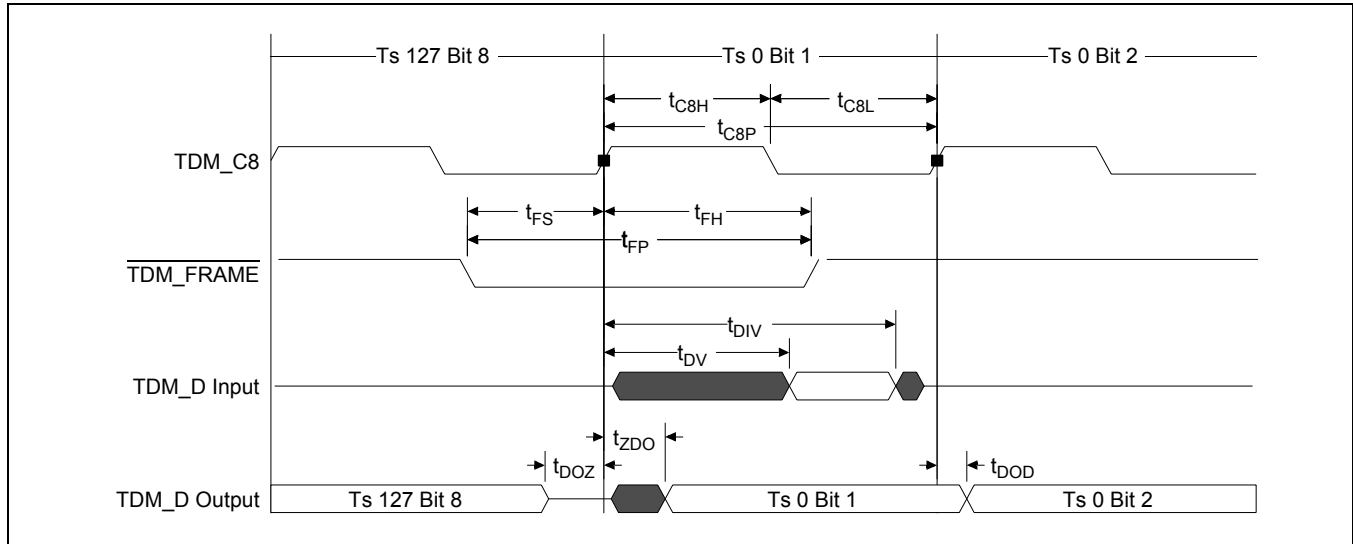 Ts 127 Bit 8 Ts 0 Bit 1 Ts 0 Bit 2
tC8H tC8L
tC8P
TDM_C8
tFS tFH
tFP
TDM_FRAME
tDIV
tDV
TDM_D Input
tZDO
tDOZ tDOD
TDM_D Output Ts 127 Bit 8 Ts 0 Bit 1 Ts 0 Bit 2